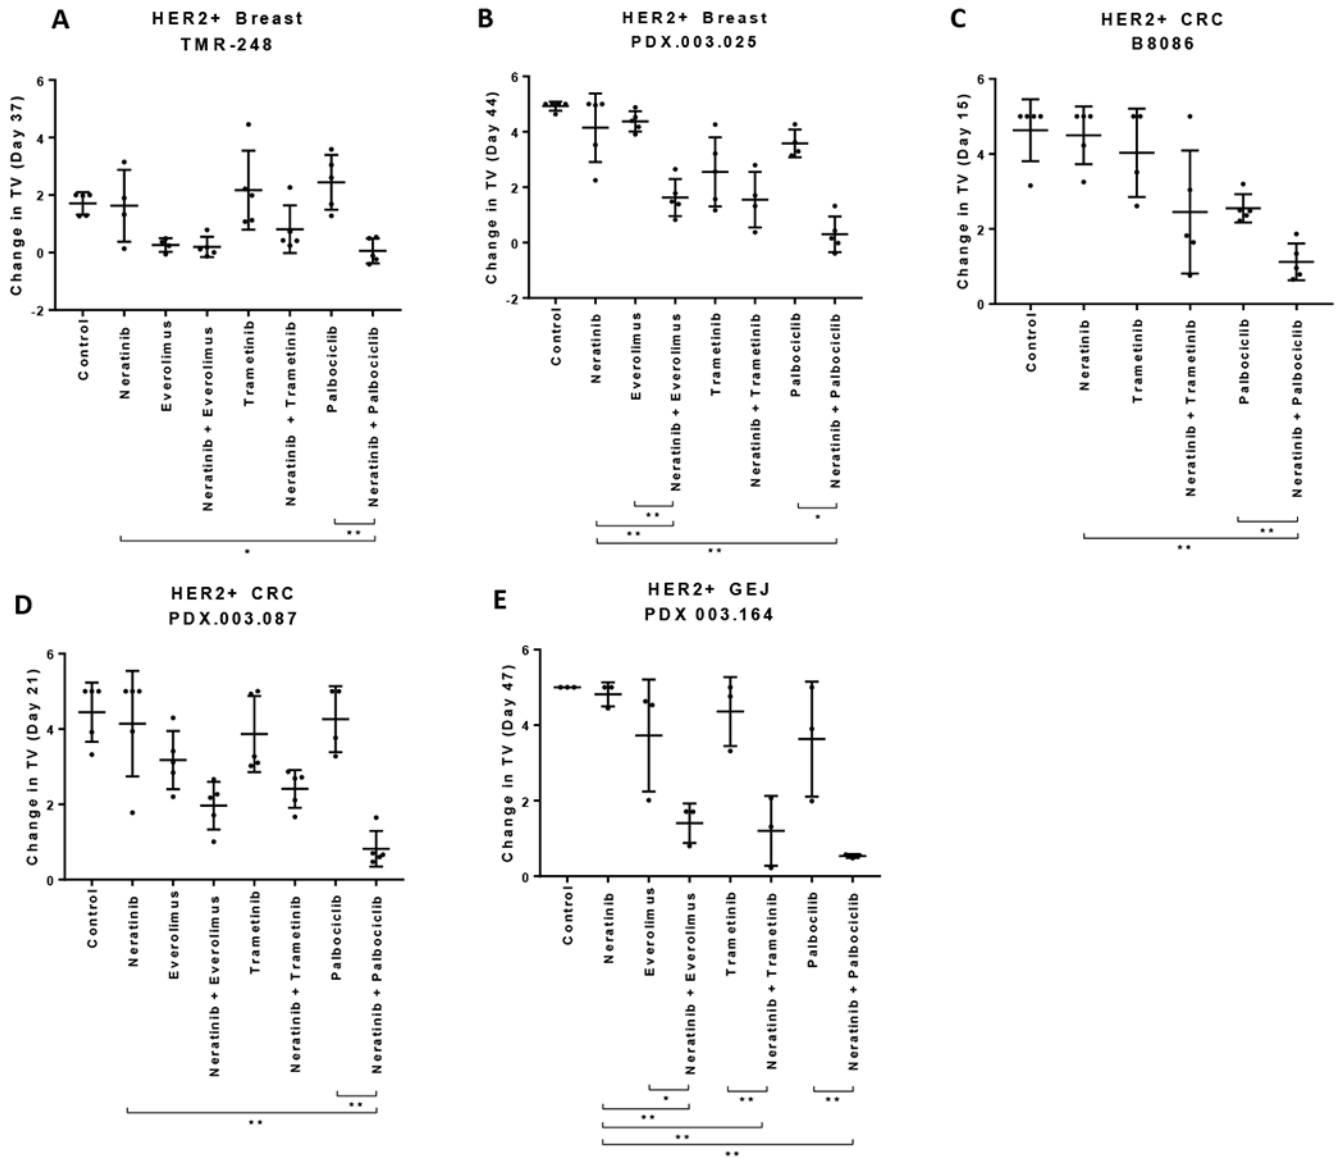 A
HER2+ Breast
TMR-248
Change in TV (Day 37)
6
4
2
0
-2
Control
Neratinib
Everolimus
Neratinib + Everolimus
Trametinib
Neratinib + Trametinib
Palbociclib
Neratinib + Palbociclib
**
*
B
HER2+ Breast
PDX.003.025
Change in TV (Day 44)
6
4
2
0
-2
Control
Neratinib
Everolimus
Neratinib + Everolimus
Trametinib
Neratinib + Trametinib
Palbociclib
Neratinib + Palbociclib
**
*
**
**
C
HER2+ CRC
B8086
Change in TV (Day 15)
6
4
2
0
Control
Neratinib
Trametinib
Neratinib + Trametinib
Palbociclib
Neratinib + Palbociclib
**
**
D
HER2+ CRC
PDX.003.087
Change in TV (Day 21)
6
4
2
0
Control
Neratinib
Everolimus
Neratinib + Everolimus
Trametinib
Neratinib + Trametinib
Palbociclib
Neratinib + Palbociclib
**
**
E
HER2+ GEJ
PDX 003.164
Change in TV (Day 47)
6
4
2
0
Control
Neratinib
Everolimus
Neratinib + Everolimus
Trametinib
Neratinib + Trametinib
Palbocilib
Neratinib + Palbociclib
*
**
**
**
**
**